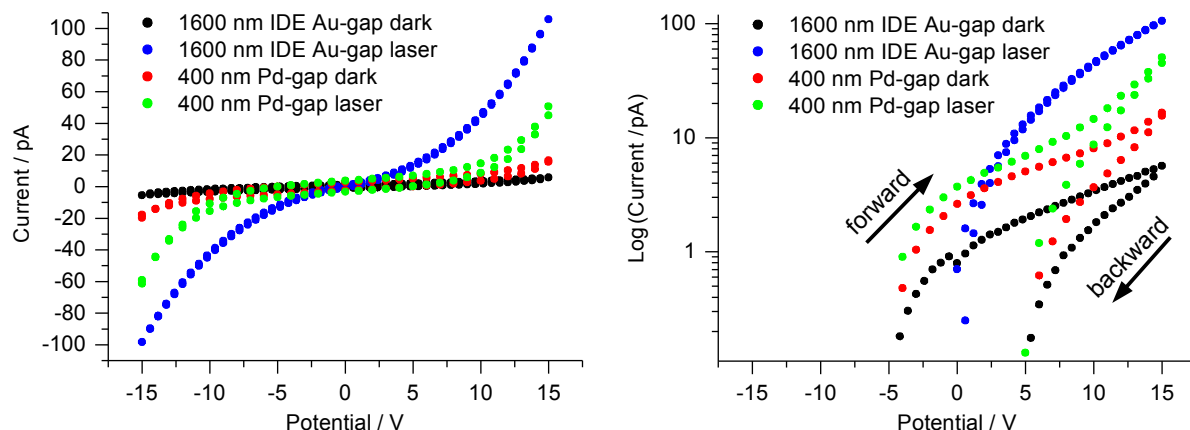 1600 nm IDE Au-gap dark
1600 nm IDE Au-gap laser
400 nm Pd-gap dark
400 nm Pd-gap laser
100
80
60
40
20
0
-20
-40
-60
-80
-100
Current / pA
-15 -10 -5 0 5 10 15
Potential / V
1600 nm IDE Au-gap dark
1600 nm IDE Au-gap laser
400 nm Pd-gap dark
400 nm Pd-gap laser
100
10
1
Log(Current /pA)
forward
backward
-15 -10 -5 0 5 10 15
Potential / V